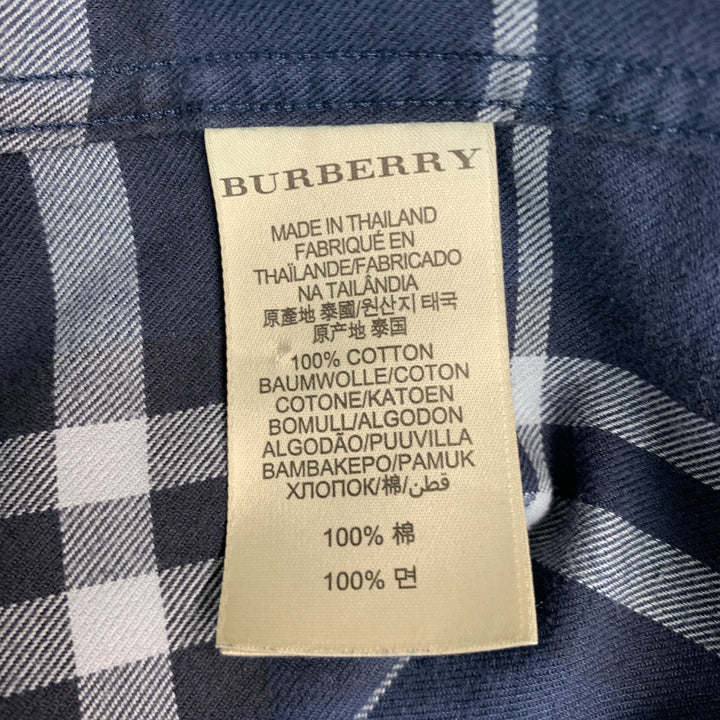 BURBERRY
MADE IN THAILAND
FABRIQUÉ EN
THAÏLANDE/FABRICADO
NA TAILÂNDIA
原產地 泰國/원산지 태국
原产地 泰国
100% COTTON
BAUMWOLLE/COTON
COTONE/KATOEN
BOMULL/ALGODON
ALGODÃO/PUUVILLA
BAMBAKEPO/PAMUK
ХЛОПОК/棉/قطن
100% 棉
100% 면